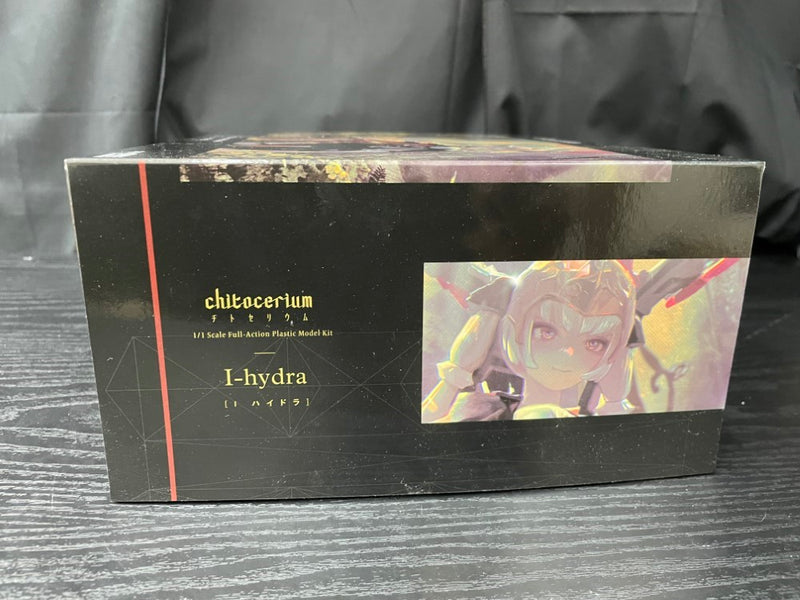 chitocerium
チトセリウム
1/1 Scale Full-Action Plastic Model Kit
I-hydra
[I ハイドラ]